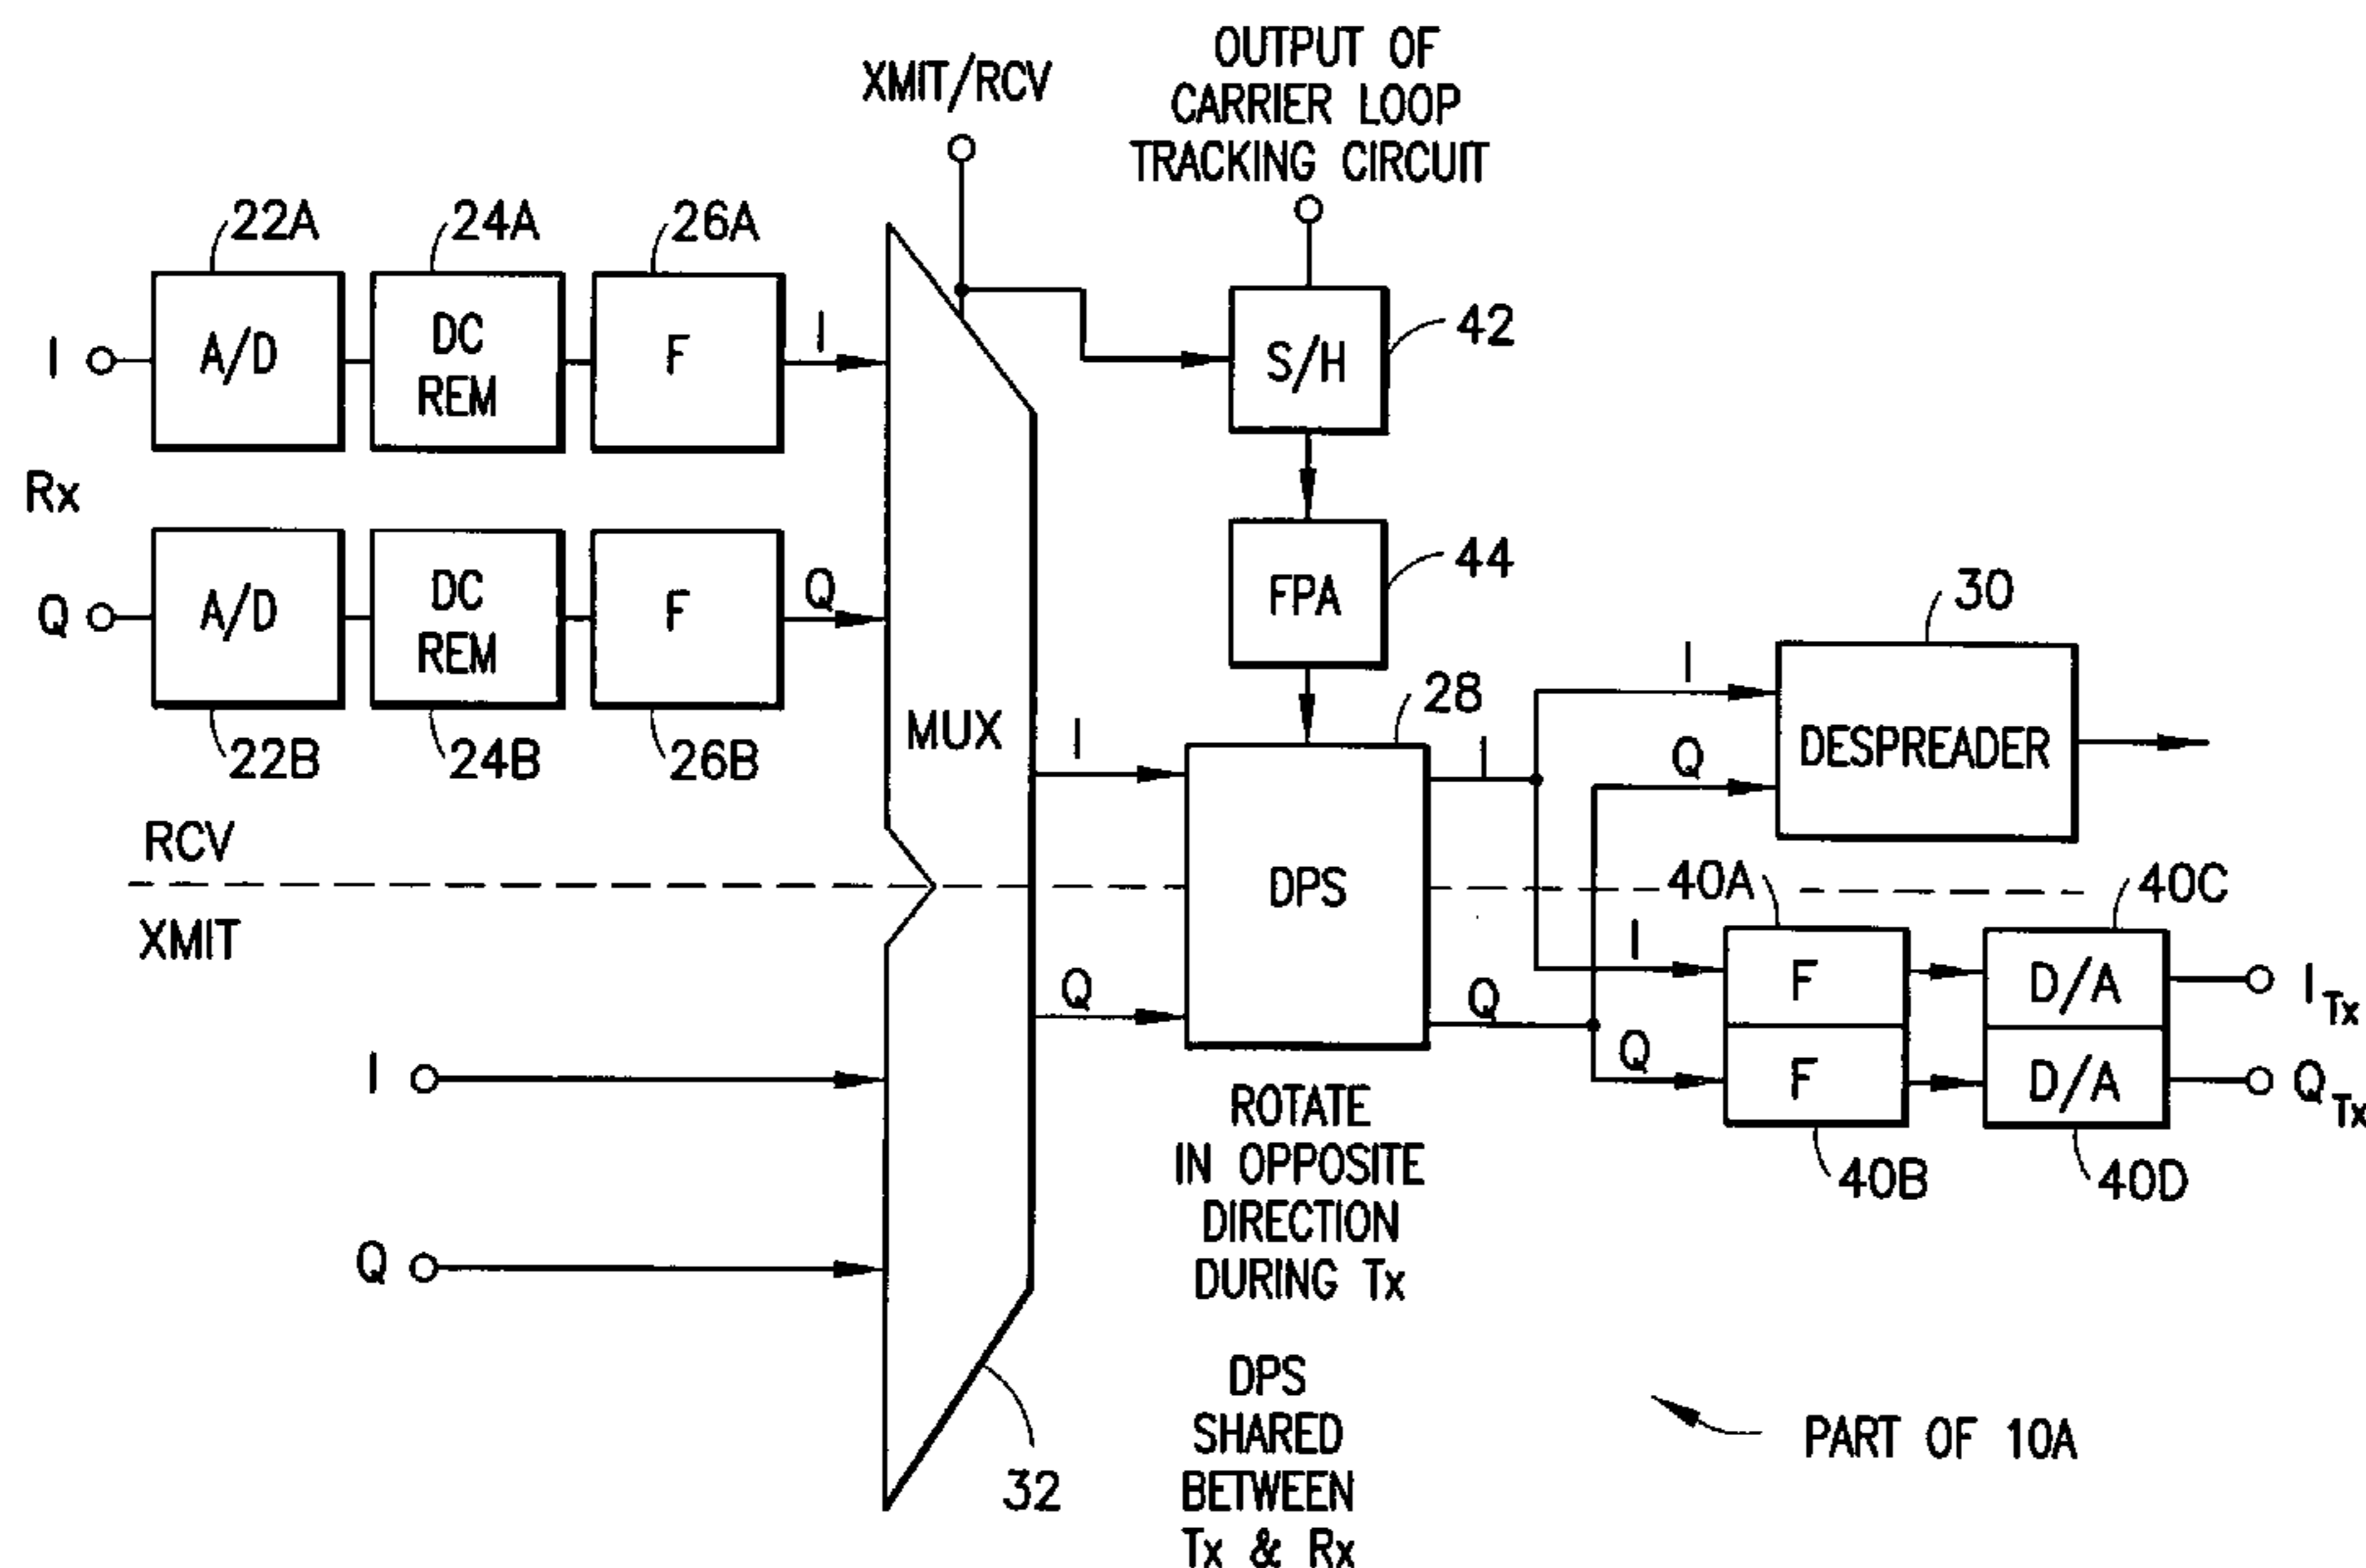 OUTPUT OF
CARRIER LOOP
TRACKING CIRCUIT
XMIT/RCV
22A
24A
26A
I
A/D
DC
REM
F
I
S/H
42
Rx
Q
A/D
DC
REM
F
Q
FPA
44
22B
24B
26B
MUX
I
28
I
I
Q
30
DESPREADER
RCV
XMIT
DPS
40A
40C
Q
Q
I
Q
F
F
D/A
D/A
I Tx
Q Tx
40B
40D
I
Q
ROTATE
IN OPPOSITE
DIRECTION
DURING Tx
DPS
SHARED
BETWEEN
Tx & Rx
32
PART OF 10A